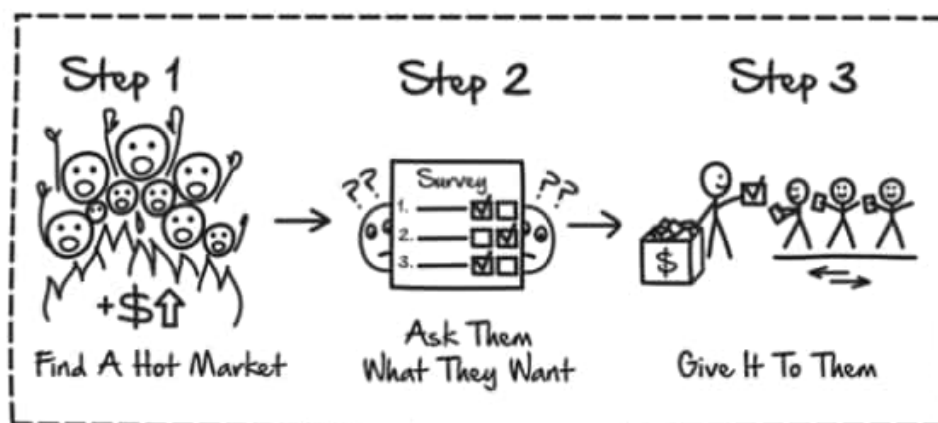 Step 1
+$
Find A Hot Market
Step 2
??
??
Survey
1.
2.
3.
Ask Them
What They Want
Step 3
$
Give It To Them